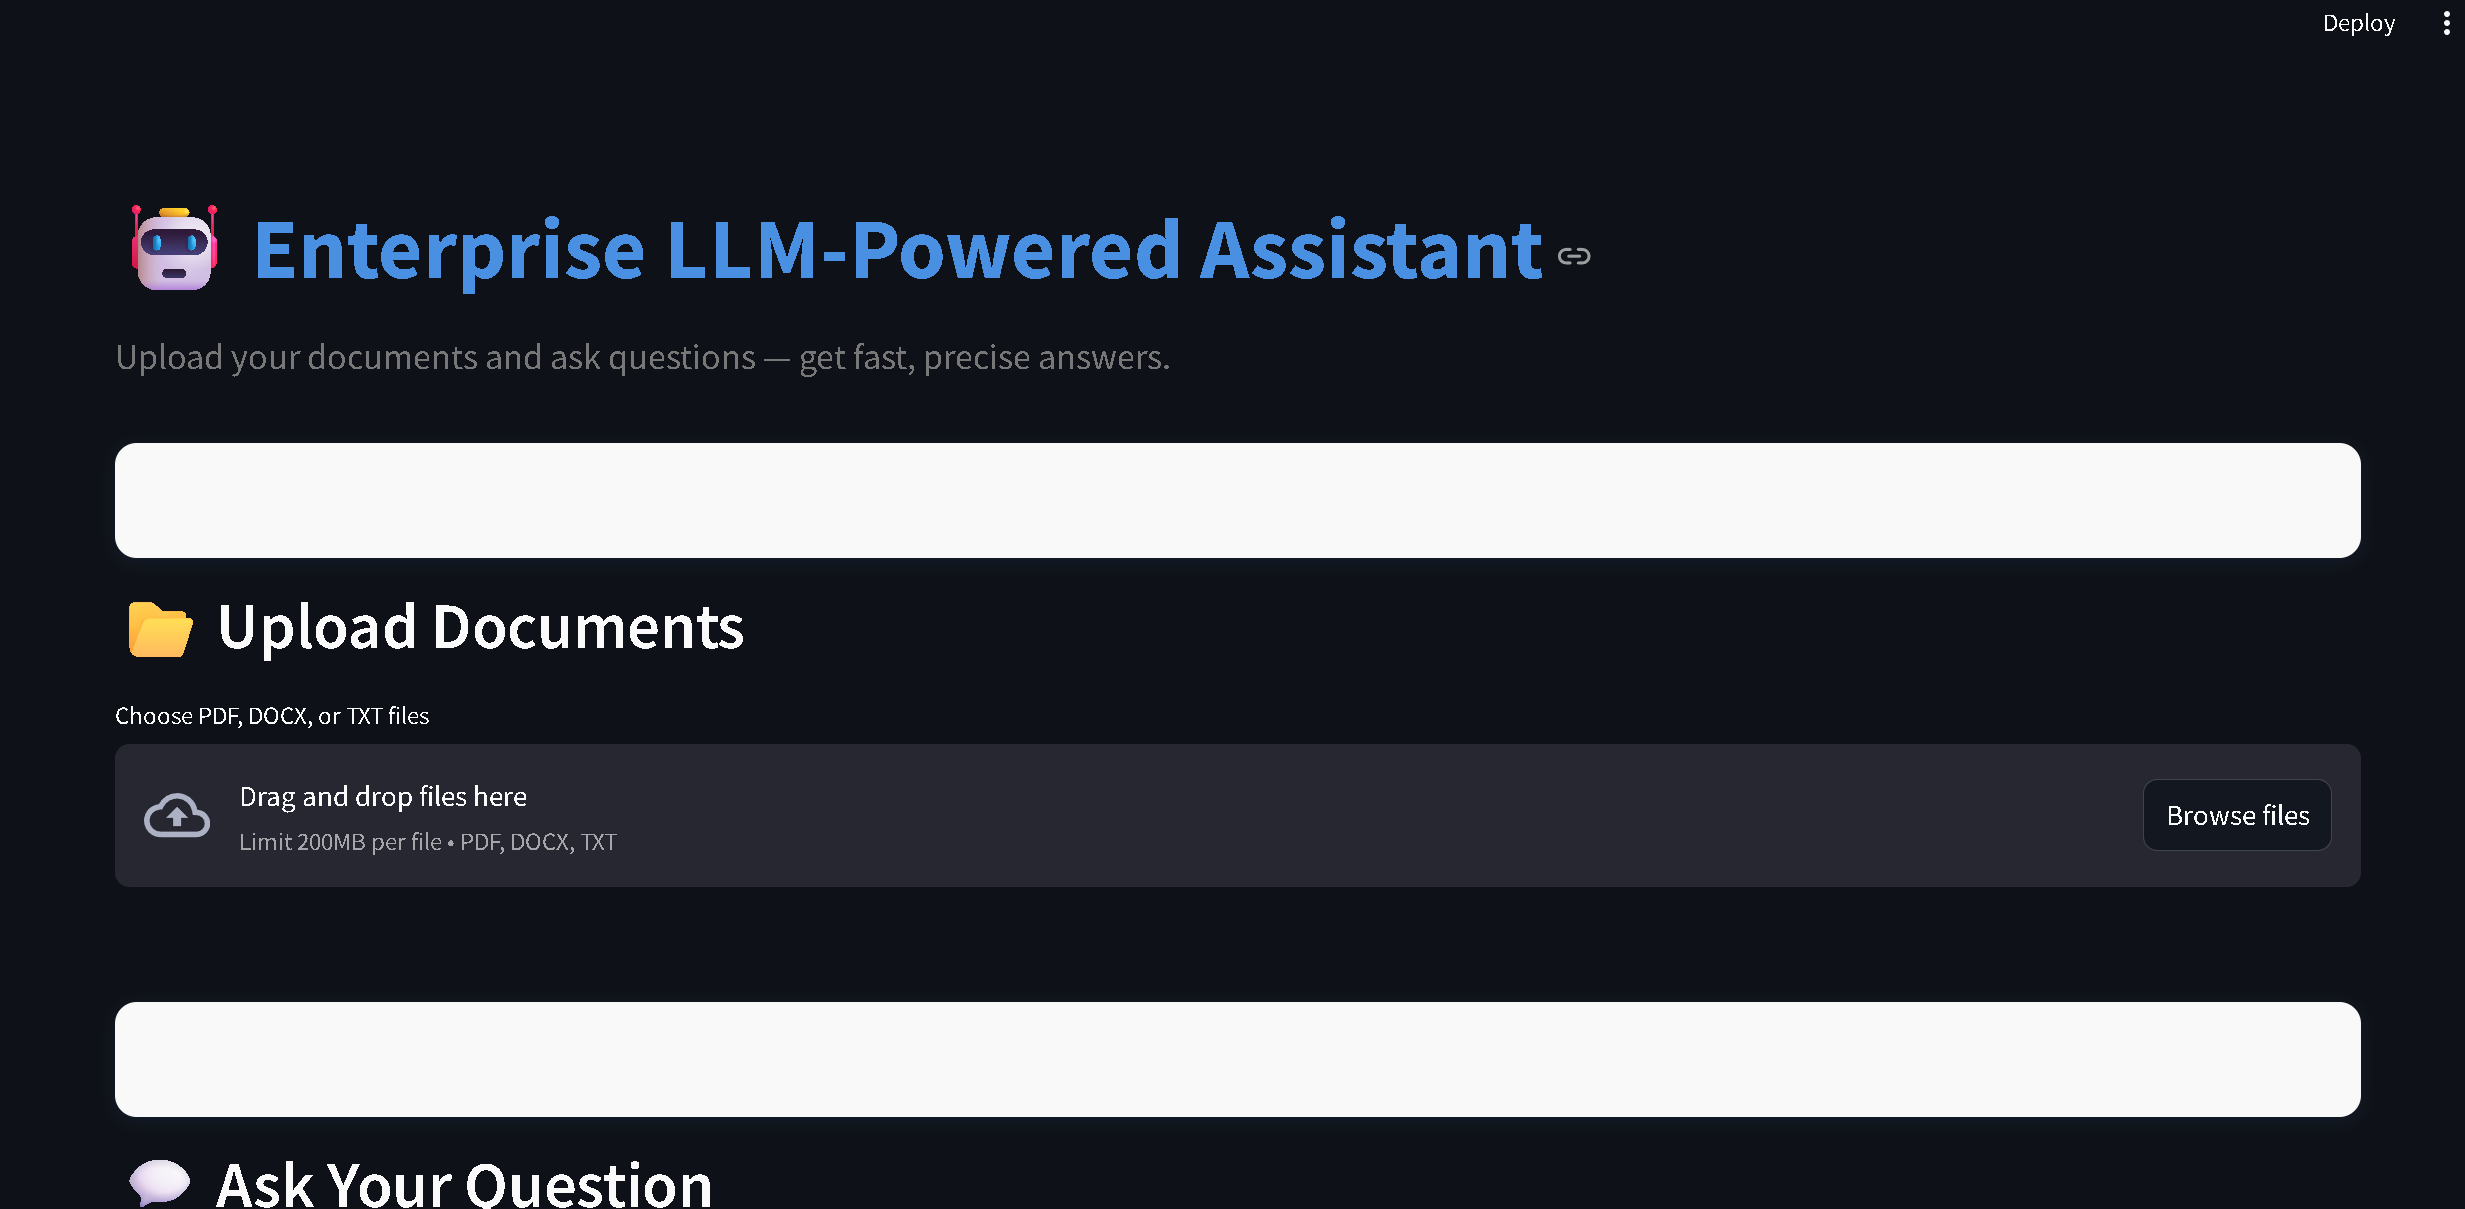 Deploy
Enterprise LLM-Powered Assistant
Upload your documents and ask questions — get fast, precise answers.
Upload Documents
Choose PDF, DOCX, or TXT files
Drag and drop files here
Limit 200MB per file • PDF, DOCX, TXT
Browse files
Ask Your Question